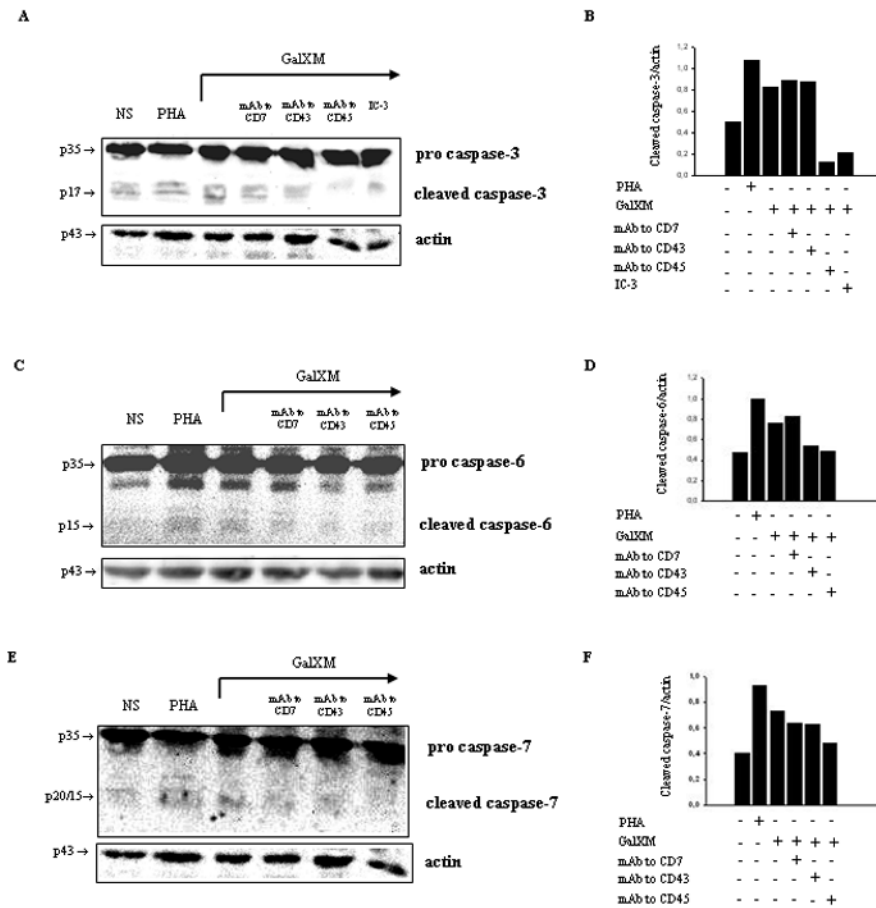 A
GalXM
NS PHA mAb to CD7 mAb to CD43 mAb to CD45 IC-3
p35 → pro caspase-3
p17 → cleaved caspase-3
p43 → actin
B
Cleaved caspase-3/actin
1,2
1,0
0,8
0,6
0,4
0,2
0,0
PHA - + - - - - -
GalXM - - + + + + +
mAb to CD7 - - - + - - -
mAb to CD43 - - - - + - -
mAb to CD45 - - - - - + -
IC-3 - - - - - - +
C
GalXM
NS PHA mAb to CD7 mAb to CD43 mAb to CD45
p35 → pro caspase-6
p15 → cleaved caspase-6
p43 → actin
D
Cleaved caspase-6/actin
1,2
1,0
0,8
0,6
0,4
0,2
0,0
PHA - + - - - -
GalXM - - + + + +
mAb to CD7 - - - + - -
mAb to CD43 - - - - + -
mAb to CD45 - - - - - +
E
GalXM
NS PHA mAb to CD7 mAb to CD43 mAb to CD45
p35 → pro caspase-7
p20/15 → cleaved caspase-7
p43 → actin
F
Cleaved caspase-7/actin
1,0
0,8
0,6
0,4
0,2
0,0
PHA - + - - - -
GalXM - - + + + +
mAb to CD7 - - - + - -
mAb to CD43 - - - - + -
mAb to CD45 - - - - - +